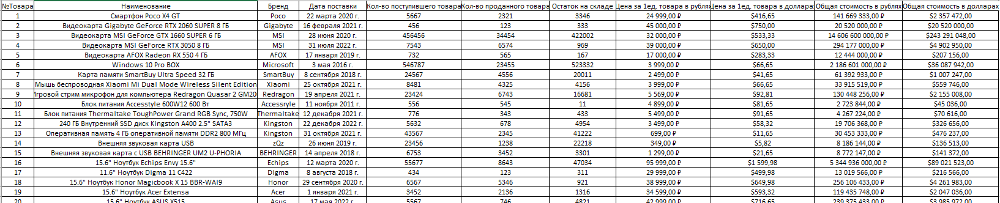 №Товара Наименование Бренд Дата поставки Кол-во поступившего товара Кол-во проданного товара Остаток на складе Цена за 1ед. товара в рублях Цена за 1ед. товара в долларах Общая стоимость в рублях Общая стоимость в долларах
1 Смартфон Poco X4 GT Poco 22 марта 2020 г. 5667 2321 3346 24 999,00 ₽ $416,65 141 669 333,00 ₽ $2 357 472,00
2 Видеокарта Gigabyte GeForce RTX 2060 SUPER 8 ГБ Gigabyte 16 февраля 2021 г. 456 123 333 45 000,00 ₽ $750,00 20 520 000,00 ₽ $20 520 000,00
3 Видеокарта MSI GeForce GTX 1660 SUPER 6 ГБ MSI 28 июня 2020 г. 456456 34454 422002 32 000,00 ₽ $533,33 14 606 600 000,00 ₽ $243 291 048,00
4 Видеокарта MSI GeForce RTX 3050 8 ГБ MSI 31 июля 2022 г. 7543 6574 969 39 000,00 ₽ $650,00 294 177 000,00 ₽ $4 902 950,00
5 Видеокарта AFOX Radeon RX 550 4 ГБ AFOX 17 января 2019 г. 732 565 167 17 000,00 ₽ $283,33 12 444 000,00 ₽ $207 156,00
6 Windows 10 Pro BOX Microsoft 3 мая 2016 г. 546787 23455 523332 3 999,00 ₽ $66,65 2 186 601 000,00 ₽ $36 087 942,00
7 Карта памяти SmartBuy Ultra Speed 32 ГБ SmartBuy 8 сентября 2018 г. 24567 4556 20011 2 499,00 ₽ $41,65 61 392 933,00 ₽ $1 007 247,00
8 Мышь беспроводная Xiaomi Mi Dual Mode Wireless Silent Edition Xiaomi 25 октября 2021 г. 8481 4325 4156 3 999,00 ₽ $66,65 33 915 519,00 ₽ $559 746,00
9 Игровой стрим микрофон для компьютера Redragon Quasar 2 GM20 Redragon 19 апреля 2021 г. 23424 6743 16681 5 569,00 ₽ $92,81 130 448 256,00 ₽ $2 155 008,00
10 Блок питания Accesstyle 600W12 600 Вт Accessryle 11 ноября 2011 г. 556 545 11 4 899,00 ₽ $81,65 2 723 844,00 ₽ $45 036,00
11 Блок питания Thermaltake ToughPower Grand RGB Sync, 750W Thermaltake 12 декабря 2021 г. 776 343 433 5 499,00 ₽ $91,65 4 267 224,00 ₽ $70 616,00
12 240 ГБ Внутренний SSD диск Kingston A400 2.5" SATA3 Kingston 22 декабря 2022 г. 5632 678 4954 3 499,00 ₽ $58,32 19 706 368,00 ₽ $326 656,00
13 Оперативная память 4 ГБ оперативной памяти DDR2 800 МГц Kingston 31 октября 2021 г. 43567 2345 41222 699,00 ₽ $11,65 30 453 333,00 ₽ $476 237,00
14 Внешняя звуковая карта USB zQz 26 июня 2019 г. 23456 1238 22218 349,00 ₽ $5,82 8 186 144,00 ₽ $136 513,00
15 Внешняя звуковая карта с USB BEHRINGER UM2 U-PHORIA BEHRINGER 14 апреля 2018 г. 6753 3452 3301 1 299,00 ₽ $21,65 8 772 147,00 ₽ $141 372,00
16 15.6" Ноутбук Echips Envy 15.6" Echips 12 марта 2020 г. 55677 8643 47034 95 999,00 ₽ $1 599,98 5 344 936 000,00 ₽ $89 021 523,00
17 11.6" Ноутбук Digma 11 C422 Digma 8 августа 2018 г. 434 123 311 29 999,00 ₽ $499,98 13 019 566,00 ₽ $216 566,00
18 15.6" Ноутбук Honor Magicbook X 15 BBR-WAI9 Honor 29 сентября 2020 г. 6567 5346 921 38 999,00 ₽ $649,98 256 106 433,00 ₽ $4 261 983,00
19 15.6" Ноутбук Acer Extensa Acer 1 января 2021 г. 3452 2136 1316 34 599,00 ₽ $593,32 119 435 748,00 ₽ $2 047 036,00
20 15.6" Ноутбук ASUS X515 Asus 17 мая 2022 г. 5567 746 4821 42 999,00 ₽ $716,65 239 375 433,00 ₽ $3 985 972,00